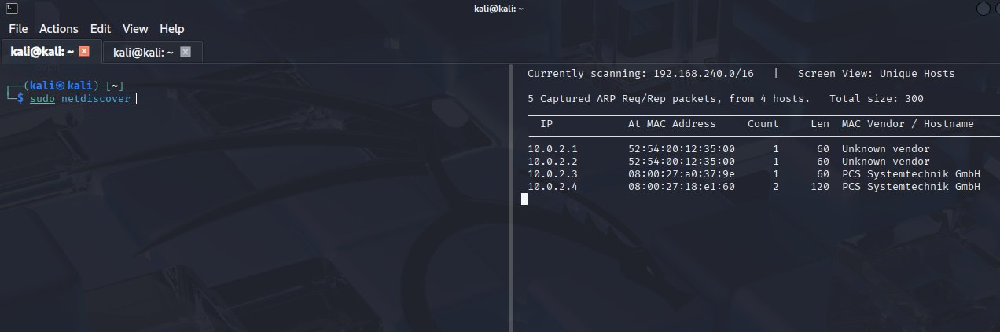 kali@kali: ~
File Actions Edit View Help
kali@kali: ~ kali@kali: ~
┌──(kali㉿kali)-[~]
└─$ sudo netdiscover
Currently scanning: 192.168.240.0/16 | Screen View: Unique Hosts
5 Captured ARP Req/Rep packets, from 4 hosts. Total size: 300
IP At MAC Address Count Len MAC Vendor / Hostname
10.0.2.1 52:54:00:12:35:00 1 60 Unknown vendor
10.0.2.2 52:54:00:12:35:00 1 60 Unknown vendor
10.0.2.3 08:00:27:a0:37:9e 1 60 PCS Systemtechnik GmbH
10.0.2.4 08:00:27:18:e1:60 2 120 PCS Systemtechnik GmbH